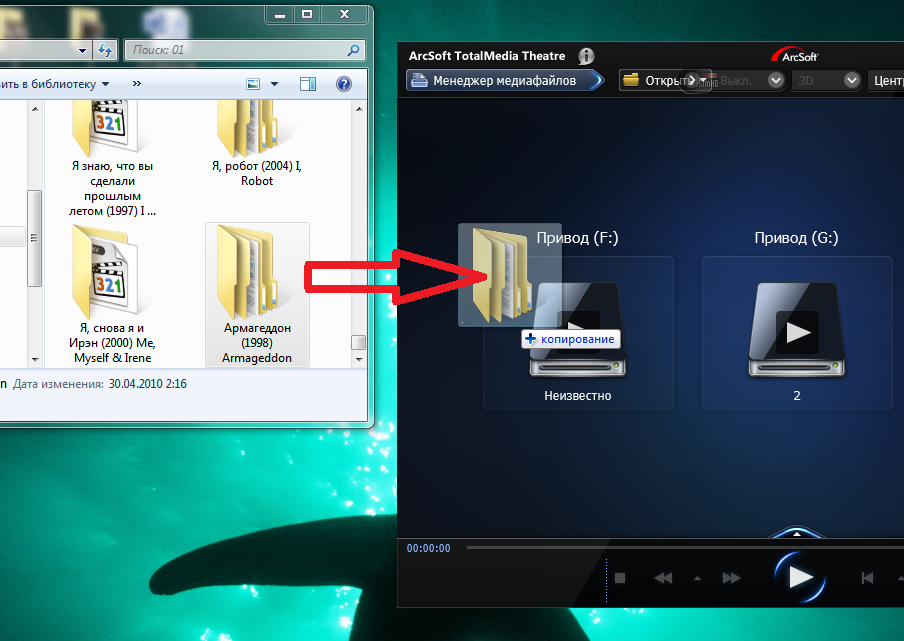 Поиск: 01
ить в библиотеку
»
321
321
Я знаю, что вы
сделали
прошлым
летом (1997) I ...
Я, робот (2004) I,
Robot
Я, снова я и
Ирэн (2000) Me,
Myself & Irene
Армагеддон
(1998)
Armageddon
n Дата изменения: 30.04.2010 2:16
ArcSoft TotalMedia Theatre
ArcSoft
Менеджер медиафайлов
Открыть
Выкл.
3D
Цент
Привод (F:)
Привод (G:)
копирование
Неизвестно
2
00:00:00